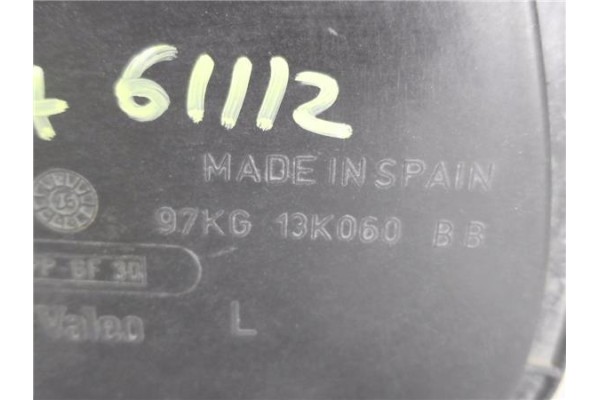 61112
MADE IN SPAIN
97KG 13K060 BB
Valeo L